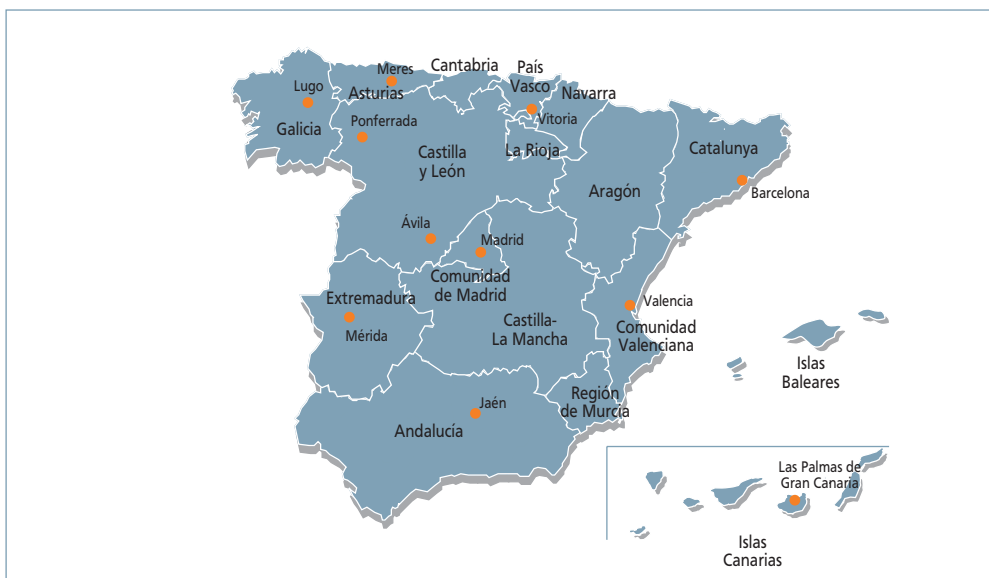 Cantabria
País
Vasco
Meres
Asturias
Lugo
Navarra
Galicia
Ponferrada
Vitoria
La Rioja
Catalunya
Castilla
y León
Aragón
Barcelona
Ávila
Madrid
Comunidad
de Madrid
Extremadura
Mérida
Valencia
Castilla-
La Mancha
Comunidad
Valenciana
Islas
Baleares
Región
de Murcia
Jaén
Andalucía
Las Palmas de
Gran Canaria
Islas
Canarias